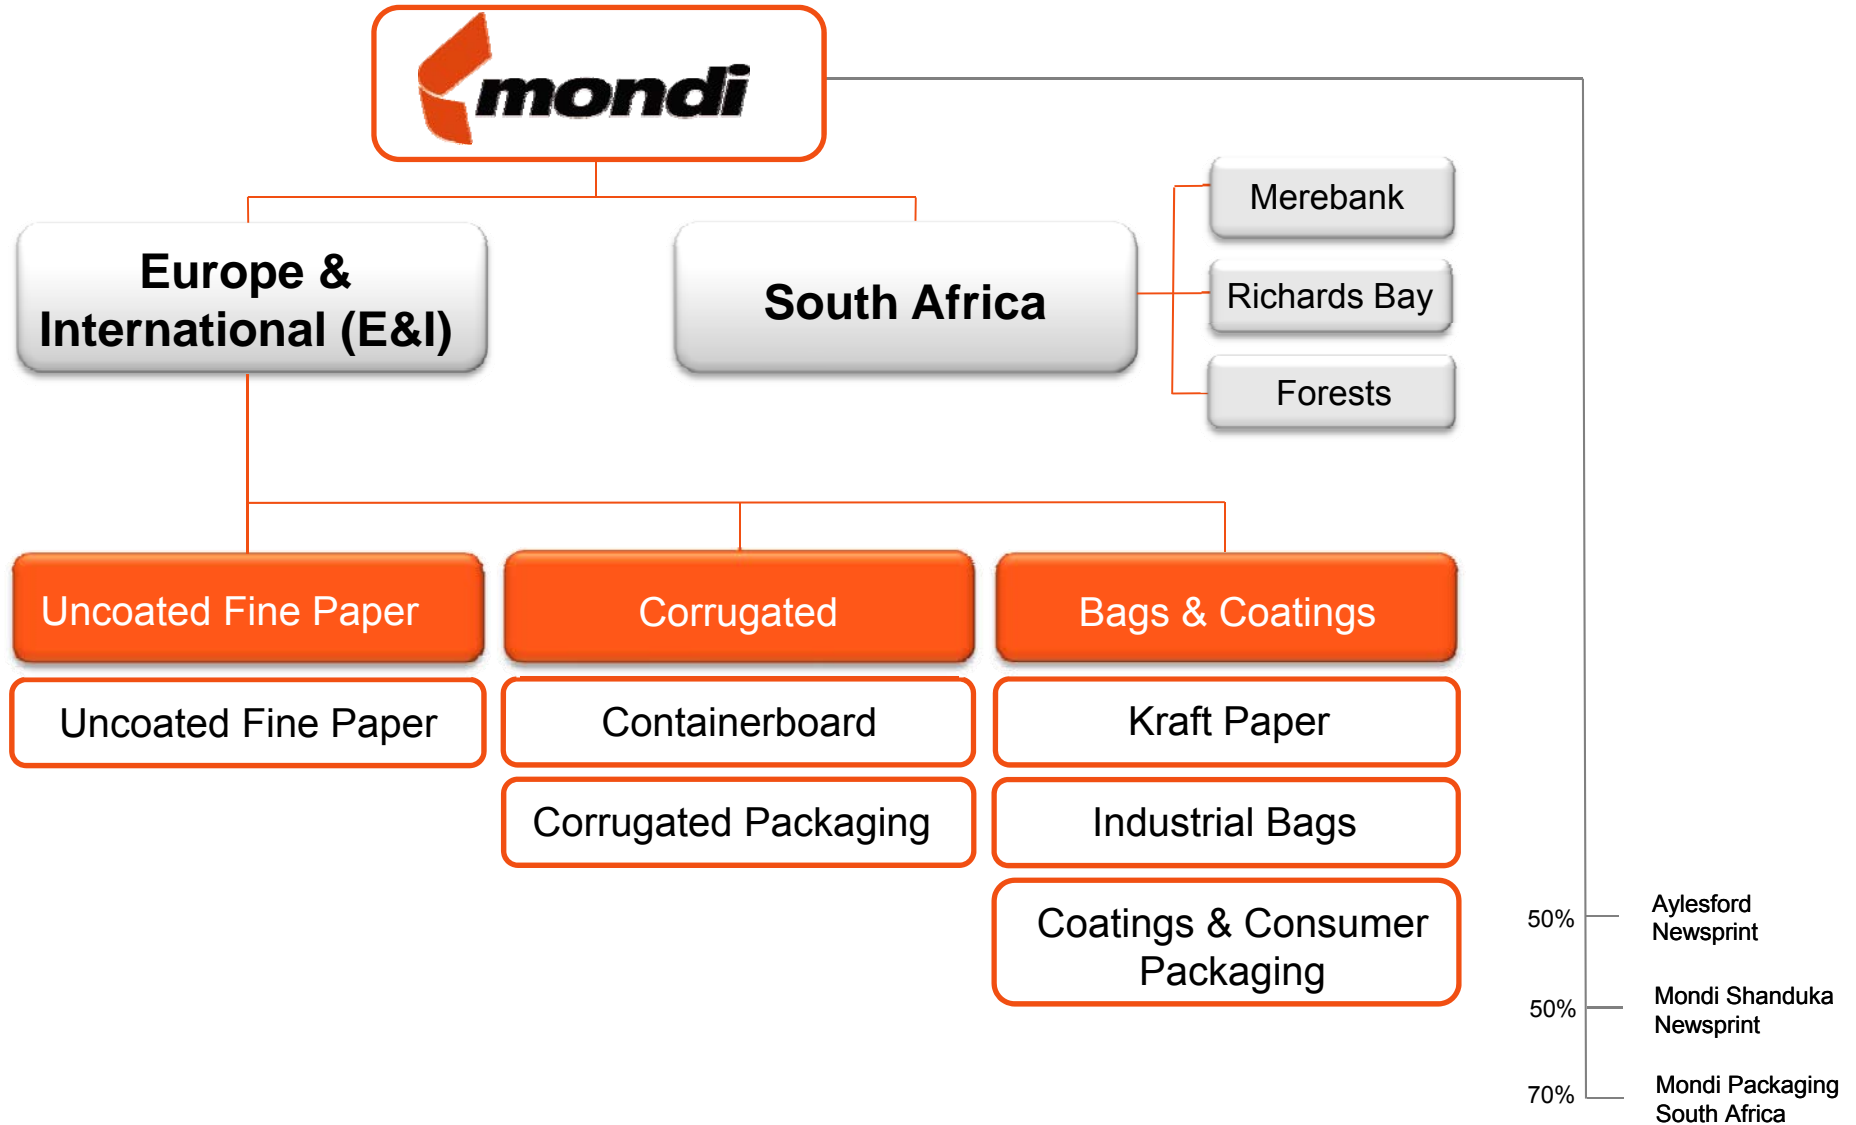 mondi
Europe &
International (E&I)
South Africa
Merebank
Richards Bay
Forests
Uncoated Fine Paper
Corrugated
Bags & Coatings
Uncoated Fine Paper
Containerboard
Kraft Paper
Corrugated Packaging
Industrial Bags
Coatings & Consumer
Packaging
50%
Aylesford
Newsprint
50%
Mondi Shanduka
Newsprint
70%
Mondi Packaging
South Africa